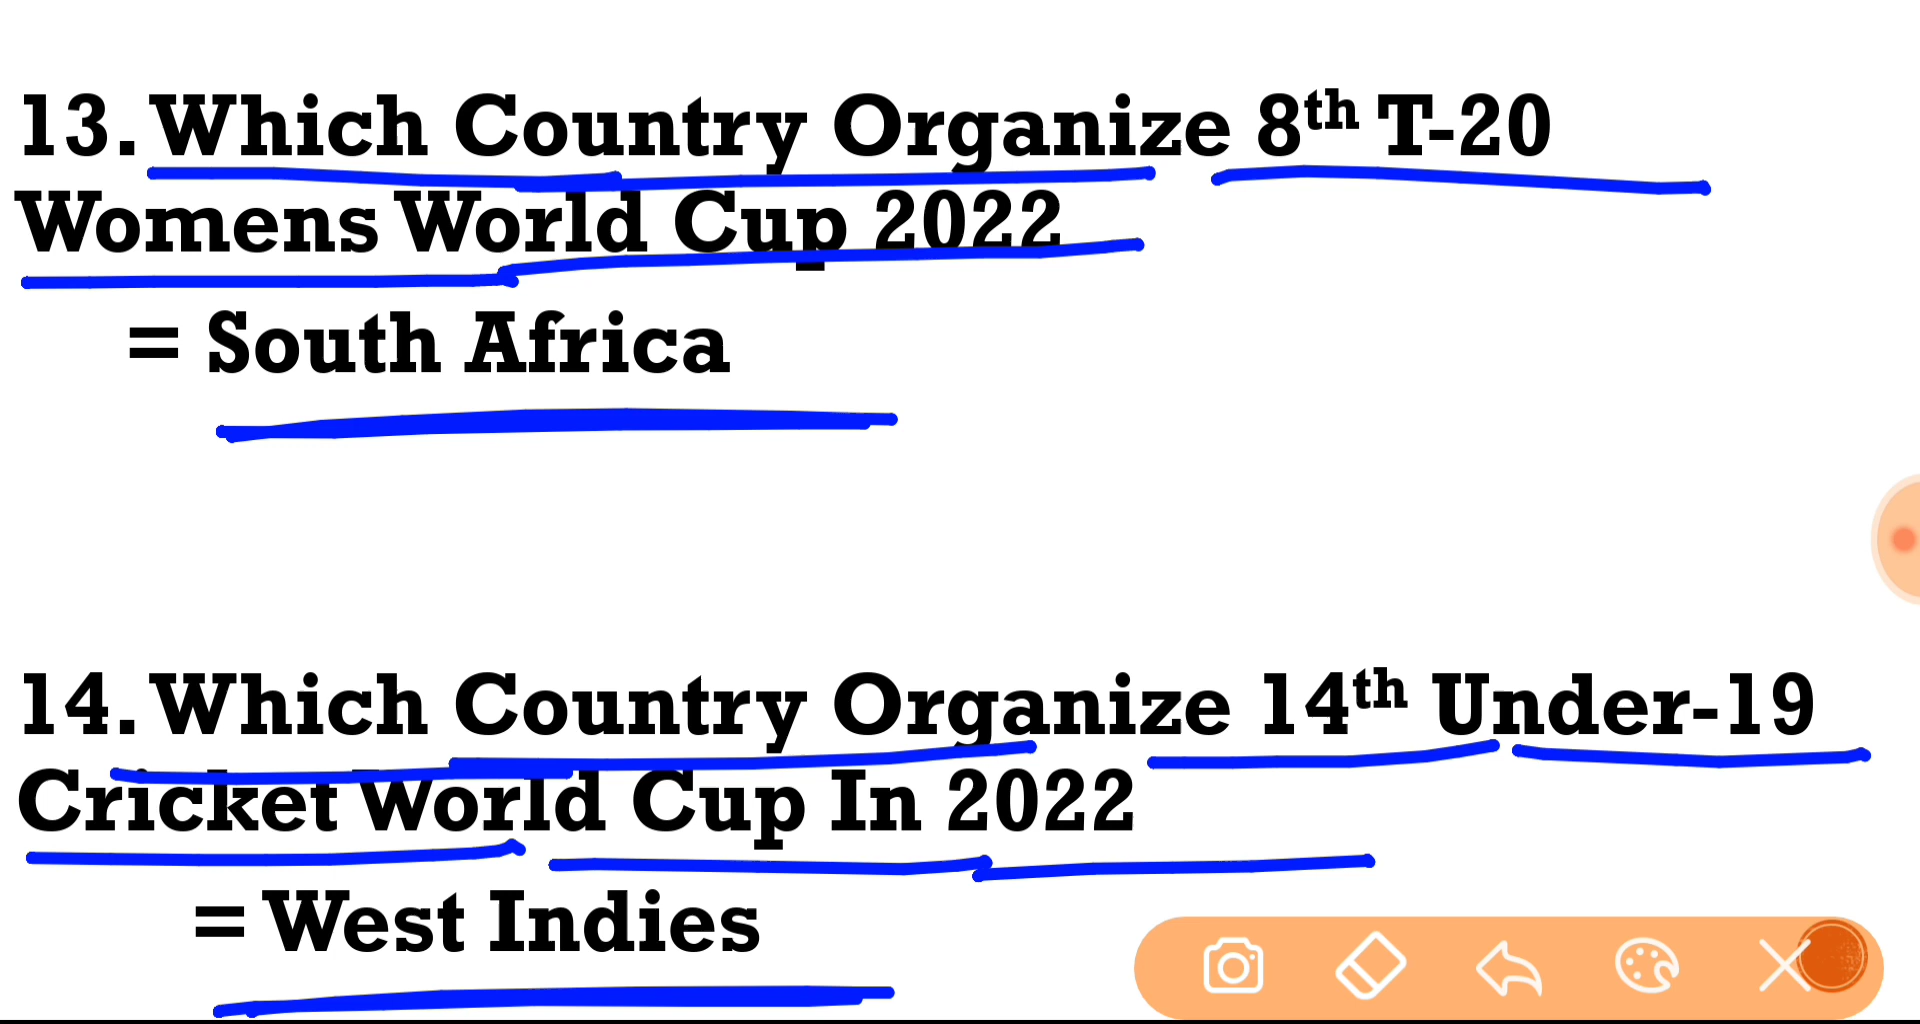 13. Which Country Organize 8th T-20
Womens World Cup 2022
= South Africa
14. Which Country Organize 14th Under-19
Cricket World Cup In 2022
= West Indies